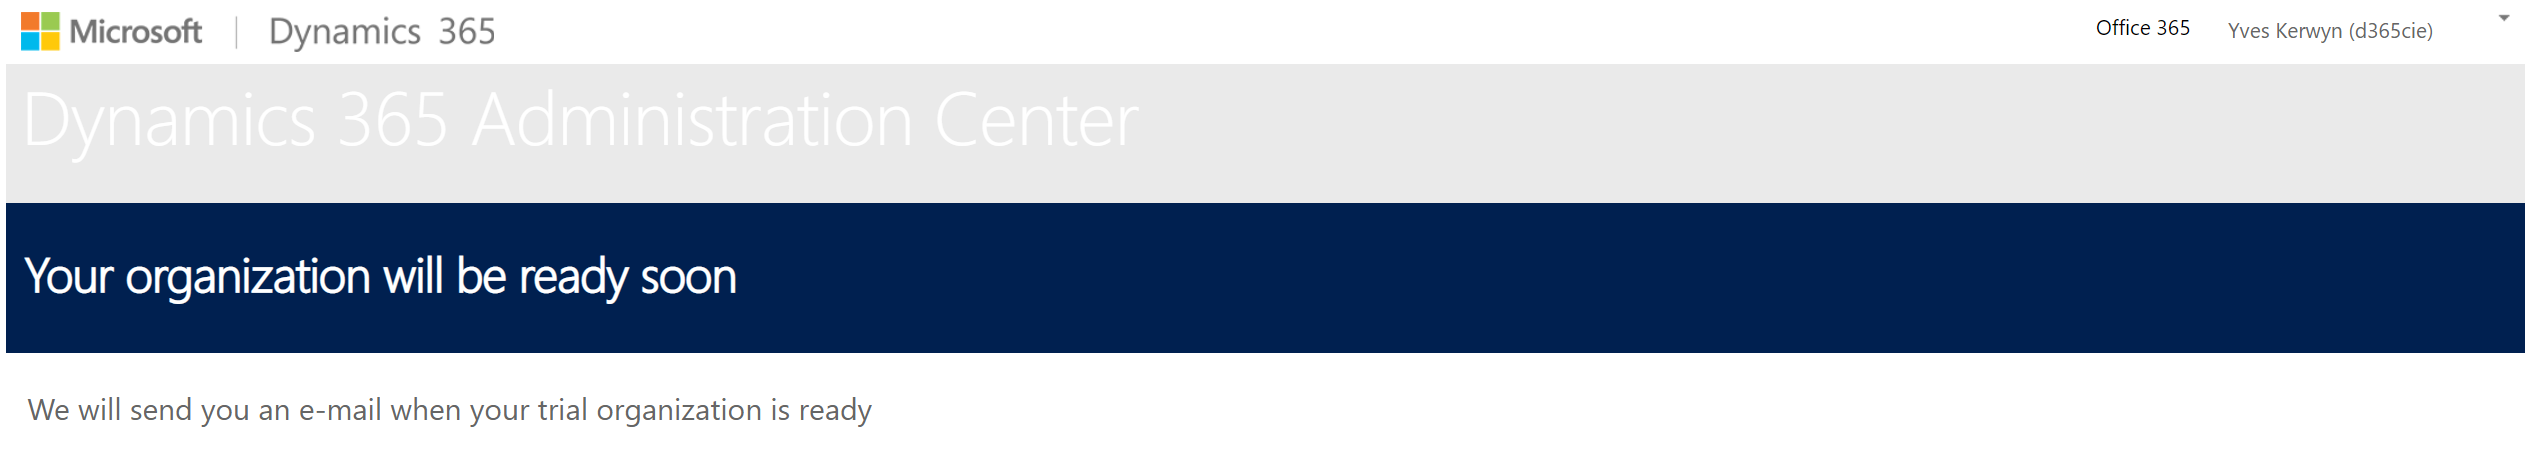 Microsoft | Dynamics 365 Office 365 Yves Kerwyn (d365cie)
Dynamics 365 Administration Center
Your organization will be ready soon
We will send you an e-mail when your trial organization is ready